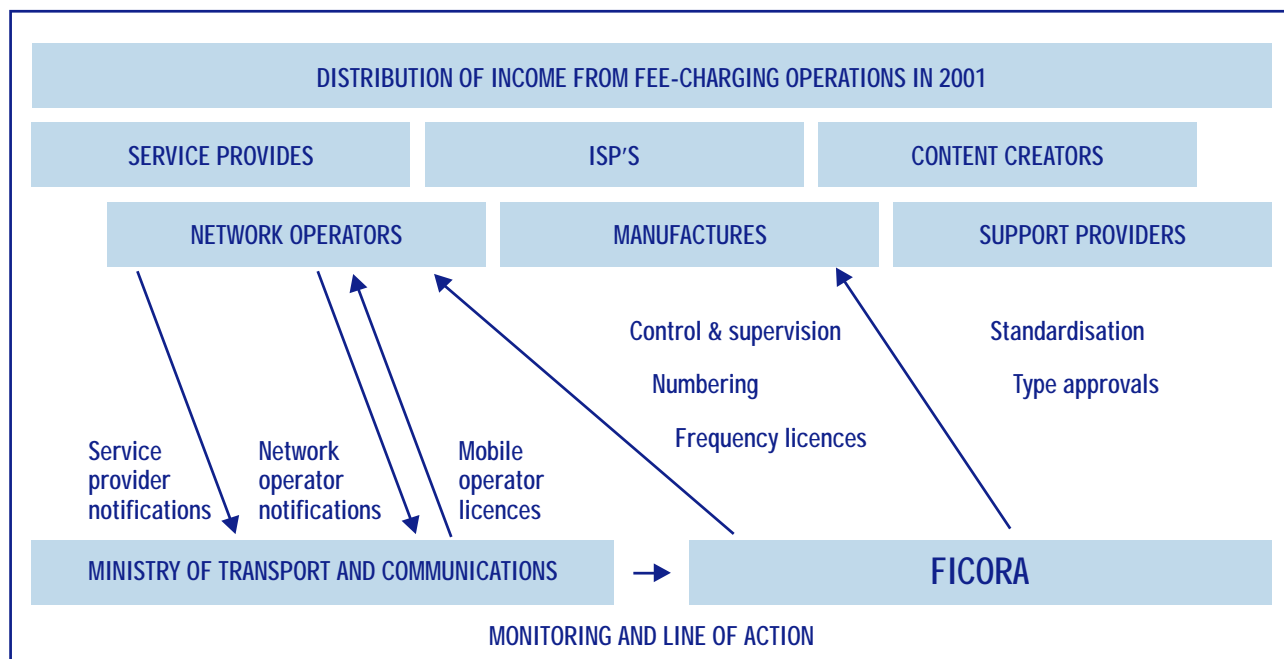 DISTRIBUTION OF INCOME FROM FEE-CHARGING OPERATIONS IN 2001
SERVICE PROVIDES
ISP'S
CONTENT CREATORS
NETWORK OPERATORS
MANUFACTURES
SUPPORT PROVIDERS
Control & supervision
Numbering
Frequency licences
Standardisation
Type approvals
Service
provider
notifications
Network
operator
notifications
Mobile
operator
licences
MINISTRY OF TRANSPORT AND COMMUNICATIONS
FICORA
MONITORING AND LINE OF ACTION